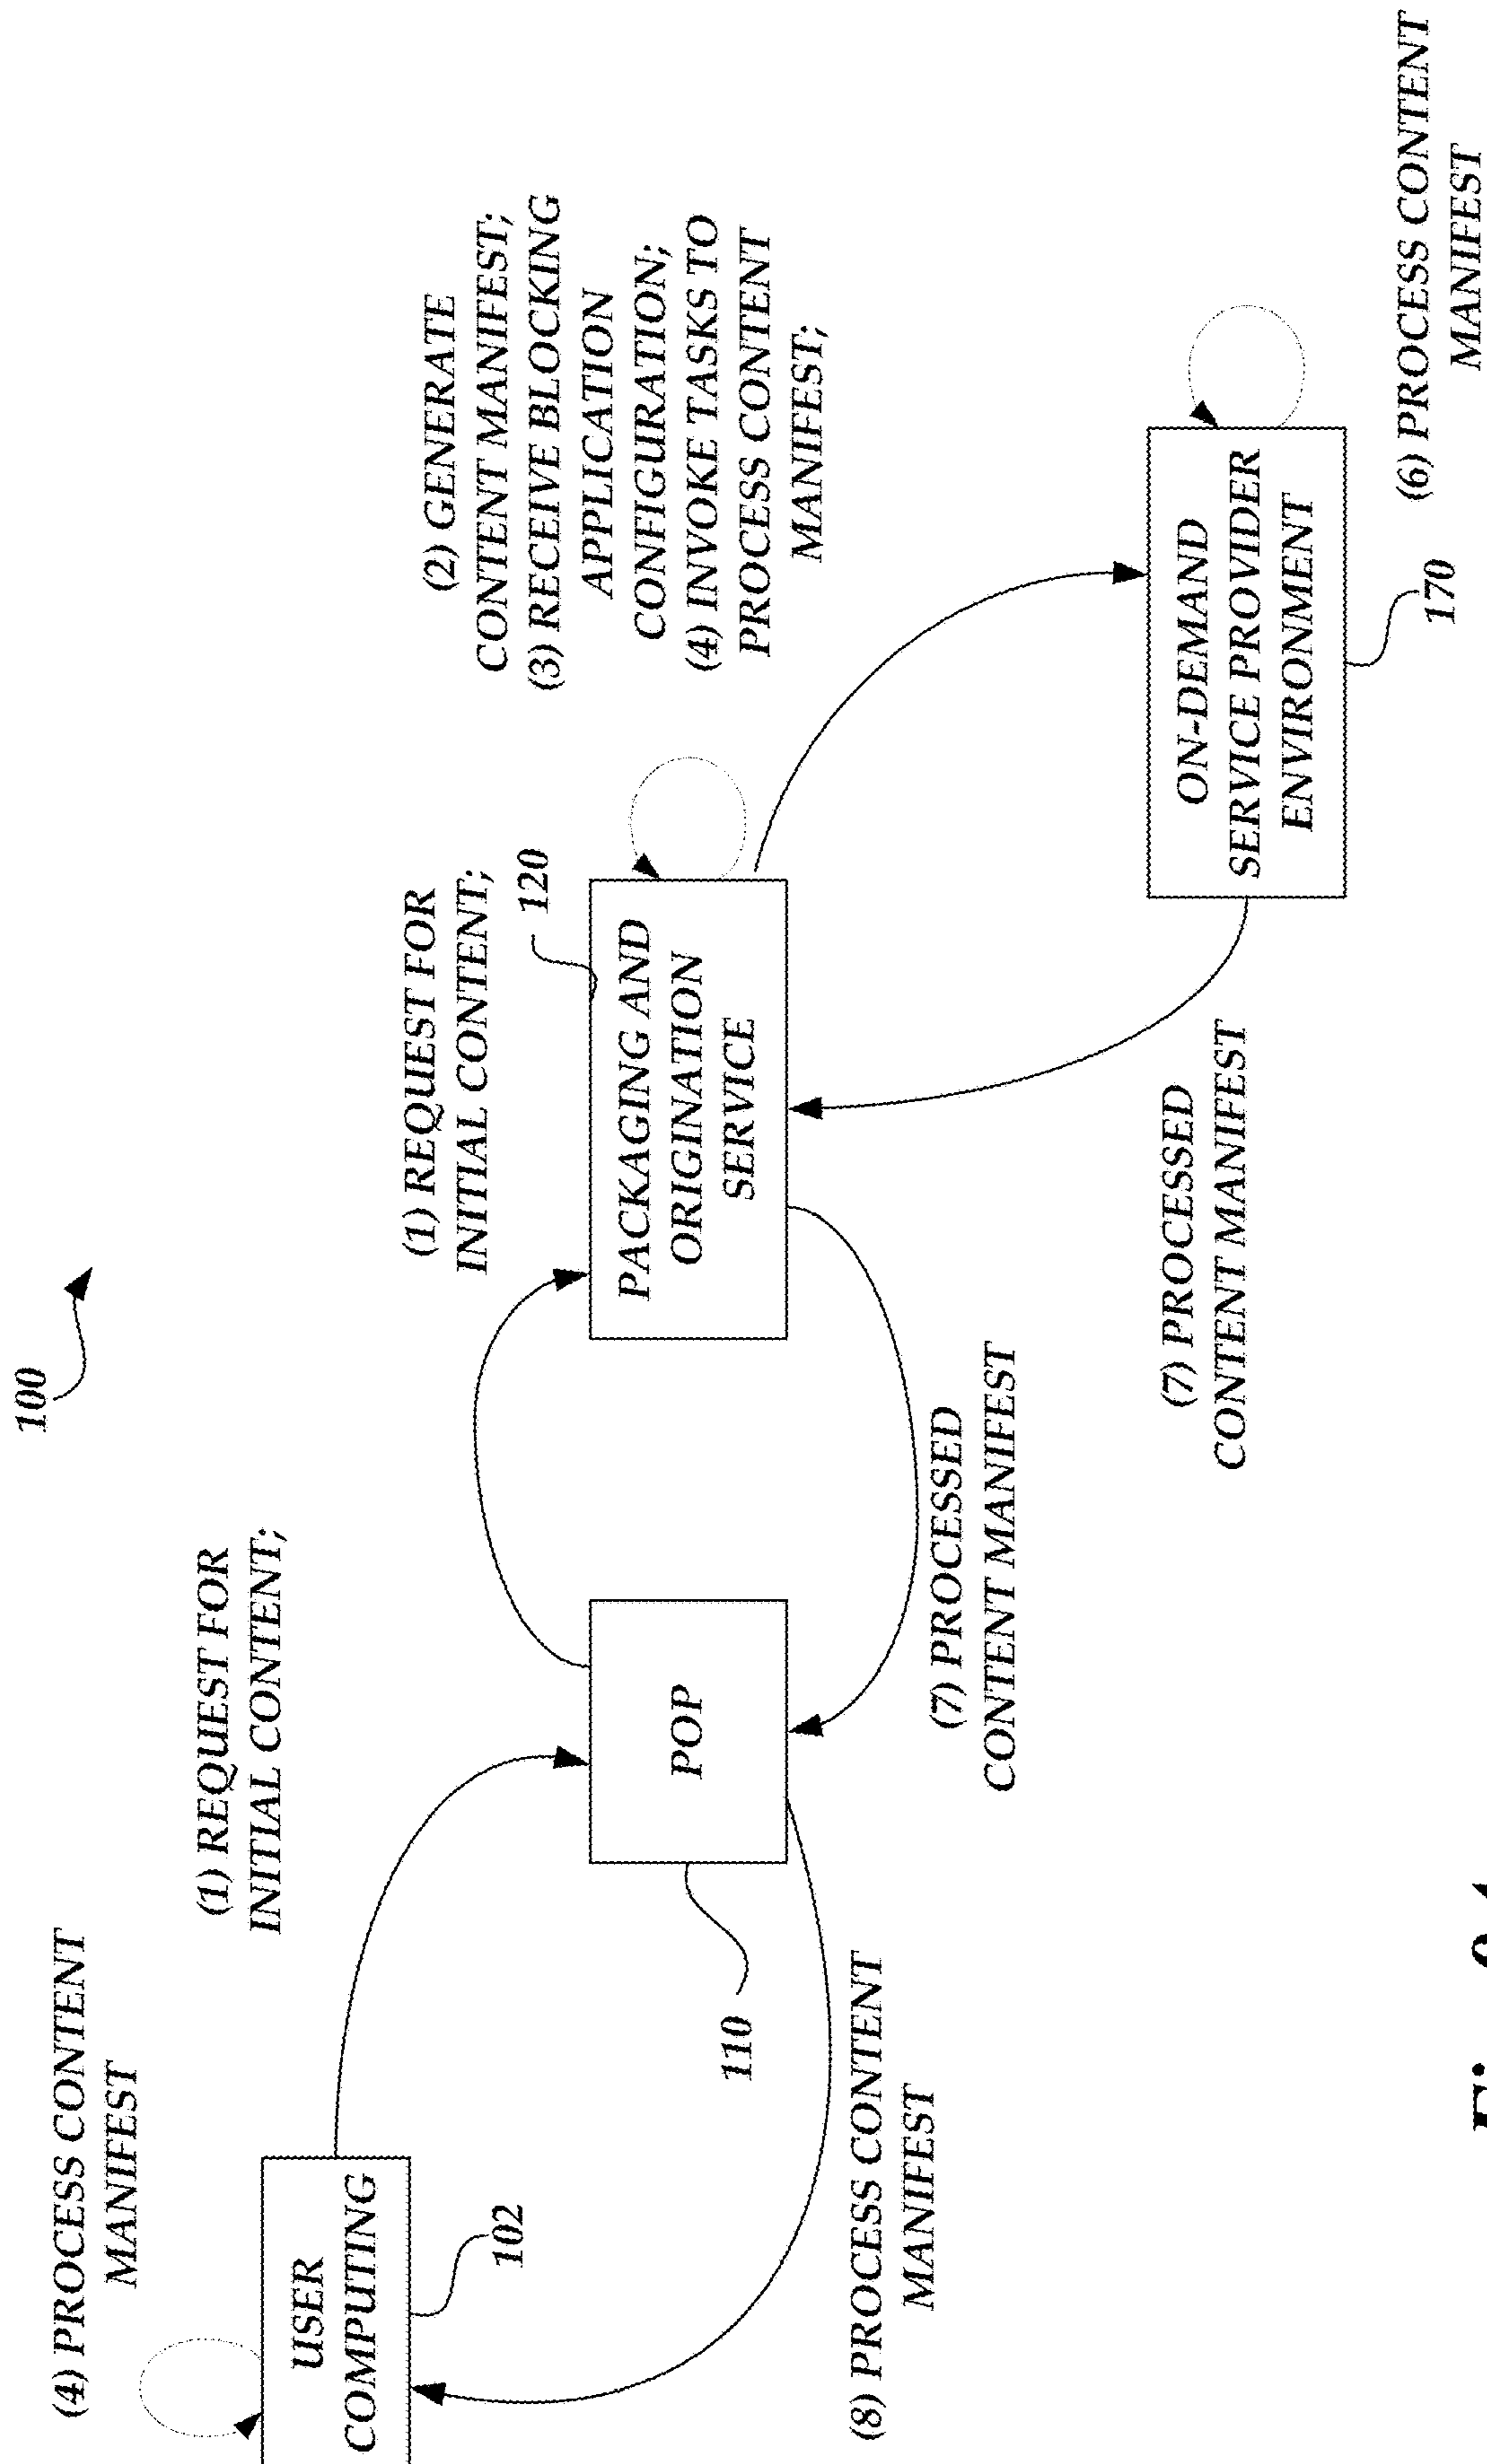 100
(4) PROCESS CONTENT
MANIFEST
(1) REQUEST FOR
INITIAL CONTENT;
(1) REQUEST FOR
INITIAL CONTENT;
(2) GENERATE
CONTENT MANIFEST;
(3) RECEIVE BLOCKING
APPLICATION
CONFIGURATION;
(4) INVOKE TASKS TO
PROCESS CONTENT
MANIFEST;
USER
COMPUTING
102
POP
110
PACKAGING AND
ORIGINATION
SERVICE
120
(8) PROCESS CONTENT
MANIFEST
(7) PROCESSED
CONTENT MANIFEST
(7) PROCESSED
CONTENT MANIFEST
ON-DEMAND
SERVICE PROVIDER
ENVIRONMENT
170
(6) PROCESS CONTENT
MANIFEST